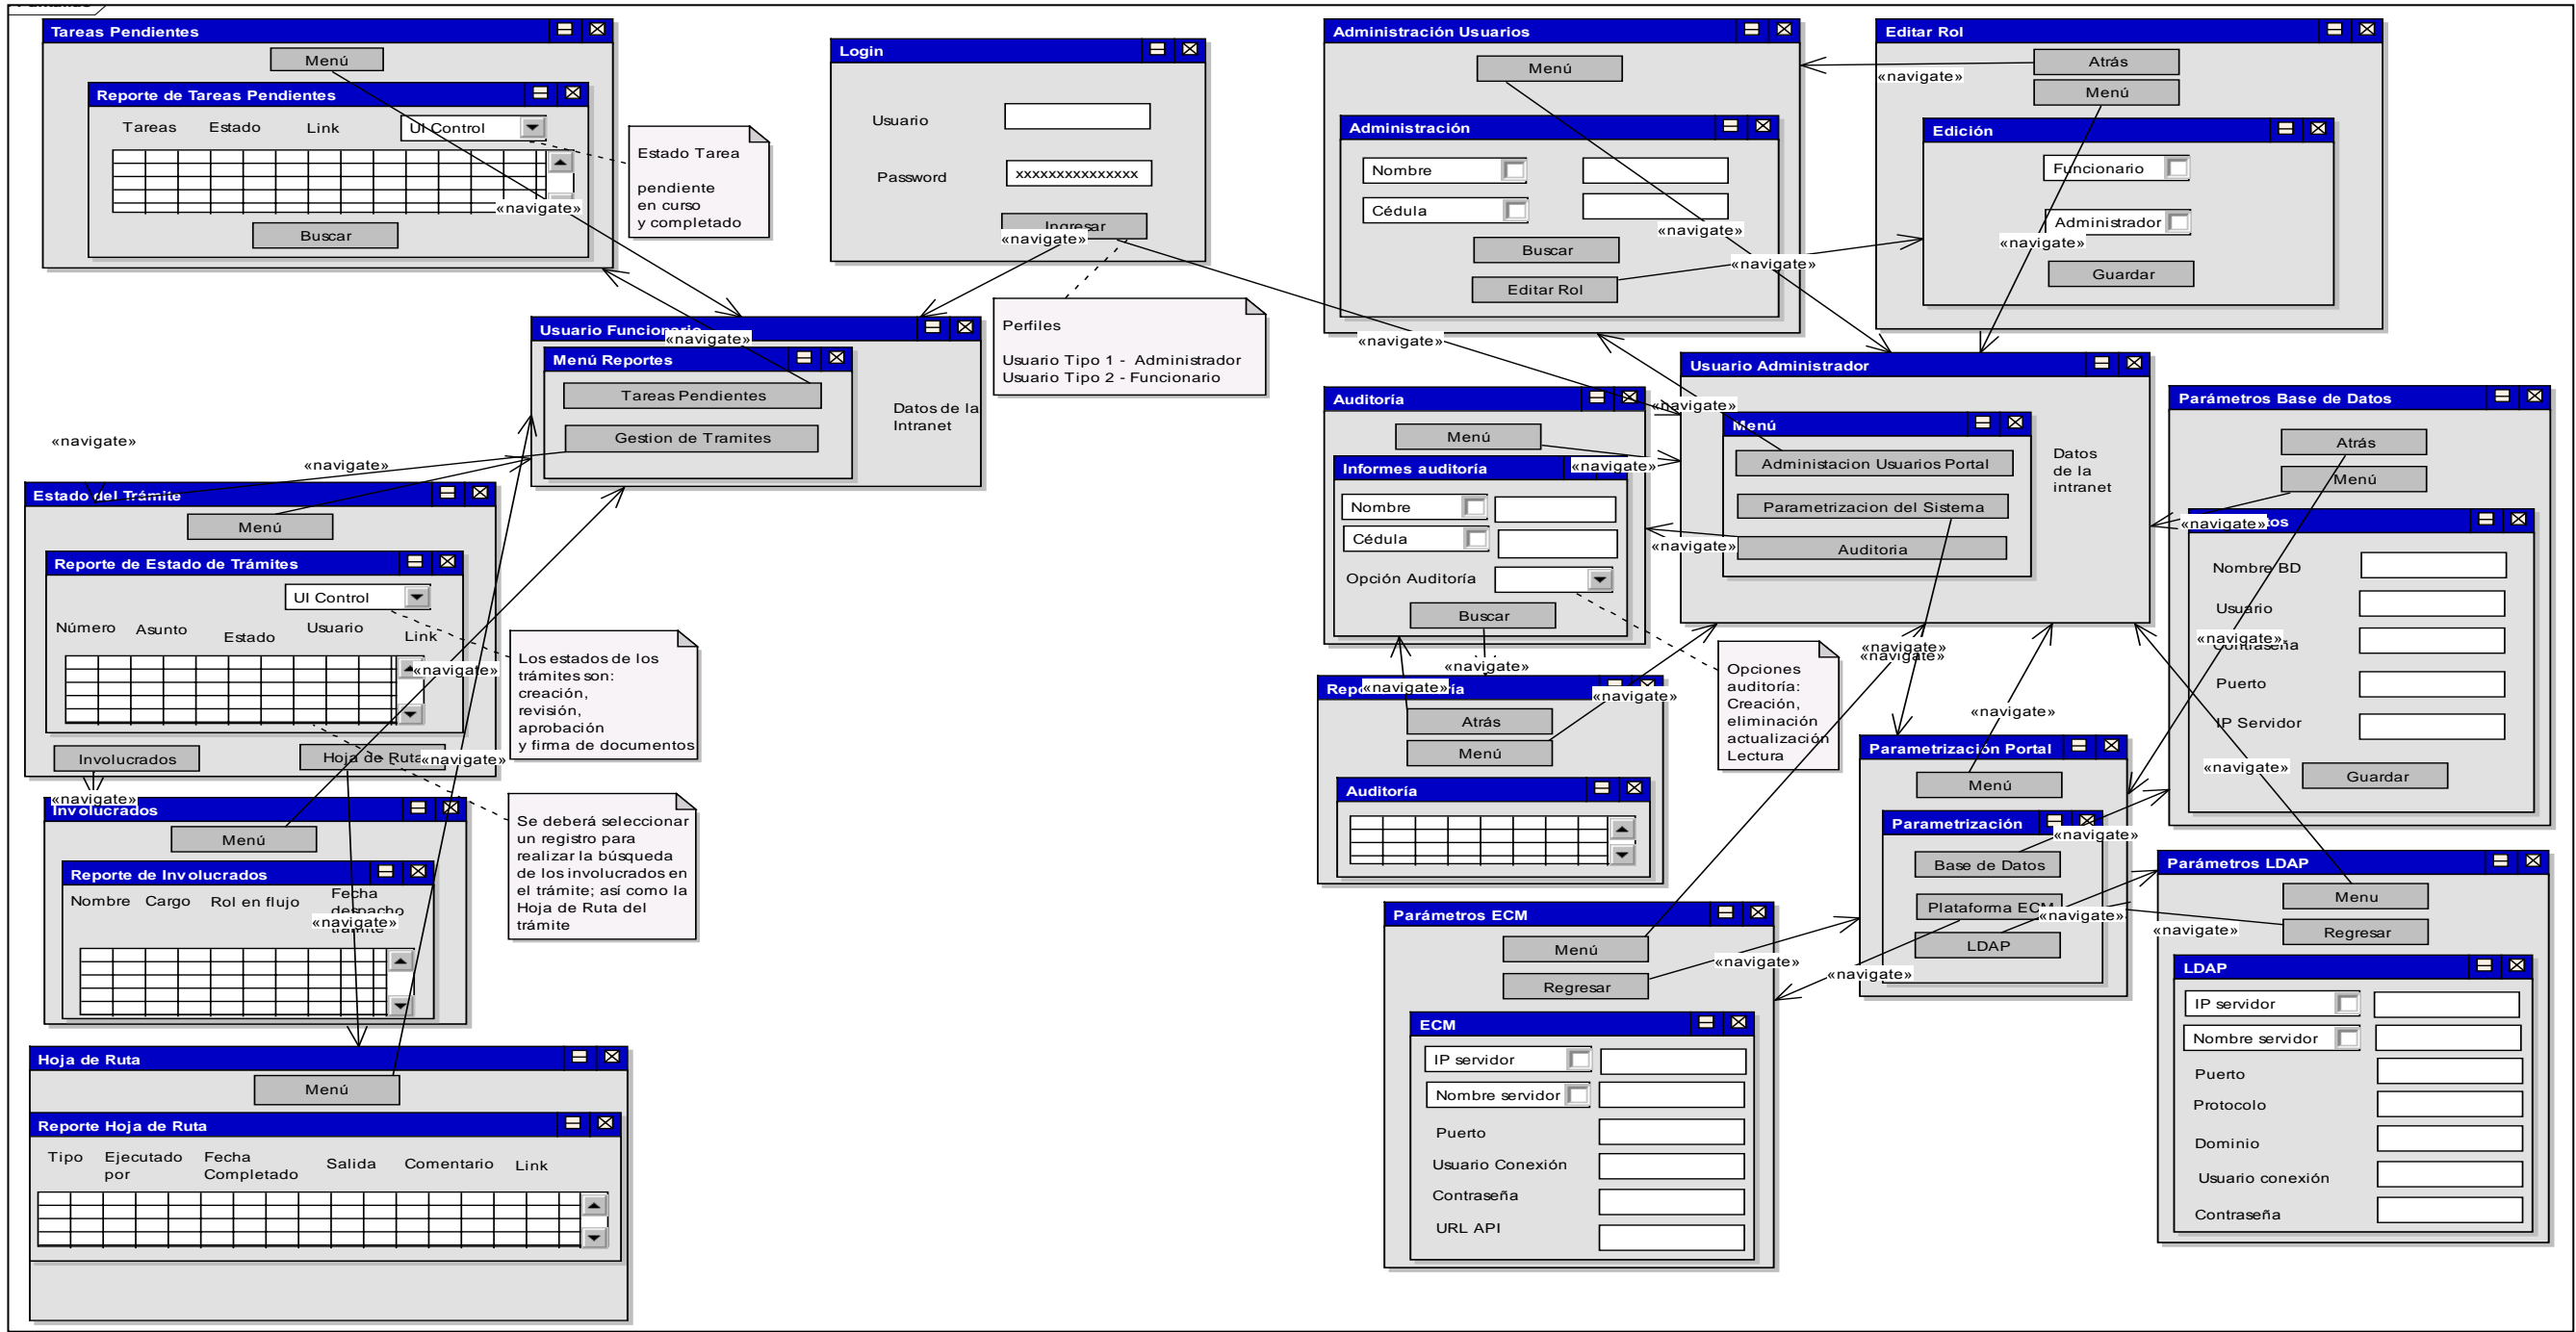 Tareas Pendientes
Menú
Reporte de Tareas Pendientes
Tareas
Estado
Link
UI Control
«navigate»
Buscar
Estado Tarea
pendiente
en curso
y completado
Login
Usuario
Password
xxxxxxxxxxxxxxx
Ingresar
«navigate»
Perfiles
Usuario Tipo 1 - Administrador
Usuario Tipo 2 - Funcionario
Usuario Funcionario
«navigate»
Menú Reportes
Tareas Pendientes
Gestion de Tramites
Datos de la
Intranet
«navigate»
«navigate»
Estado del Trámite
Menú
Reporte de Estado de Trámites
UI Control
Número
Asunto
Estado
Usuario
Link
«navigate»
Involucrados
Hoja de Ruta
«navigate»
Los estados de los
trámites son:
creación,
revisión,
aprobación
y firma de documentos
«navigate»
Involucrados
Menú
Reporte de Involucrados
Nombre
Cargo
Rol en flujo
Fecha
despacho
trámite
«navigate»
Se deberá seleccionar
un registro para
realizar la búsqueda
de los involucrados en
el trámite; así como la
Hoja de Ruta del
trámite
Hoja de Ruta
Menú
Reporte Hoja de Ruta
Tipo
Ejecutado
por
Fecha
Completado
Salida
Comentario
Link
Administración Usuarios
Menú
Administración
Nombre
Cédula
«navigate»
Buscar
Editar Rol
«navigate»
«navigate»
Editar Rol
Atrás
«navigate»
Menú
Edición
Funcionario
Administrador
«navigate»
Guardar
Usuario Administrador
«navigate»
Menú
Administacion Usuarios Portal
Parametrizacion del Sistema
Auditoria
Datos
de la
intranet
Auditoría
Menú
«navigate»
Informes auditoría
Nombre
Cédula
«navigate»
Opción Auditoría
Buscar
«navigate»
«navigate»
«navigate»
Atrás
Menú
Auditoría
Opciones
auditoría:
Creación,
eliminación
actualización
Lectura
«navigate»
«navigate»
«navigate»
Parametrización Portal
Menú
Parametrización
«navigate»
Base de Datos
Plataforma ECM
«navigate»
LDAP
«navigate»
«navigate»
«navigate»
Parámetros Base de Datos
Atrás
Menú
«navigate»
Nombre BD
Usuario
«navigate»
Contraseña
Puerto
IP Servidor
«navigate»
Guardar
Parámetros LDAP
Menu
Regresar
LDAP
IP servidor
Nombre servidor
Puerto
Protocolo
Dominio
Usuario conexión
Contraseña
Parámetros ECM
Menú
Regresar
ECM
IP servidor
Nombre servidor
Puerto
Usuario Conexión
Contraseña
URL API